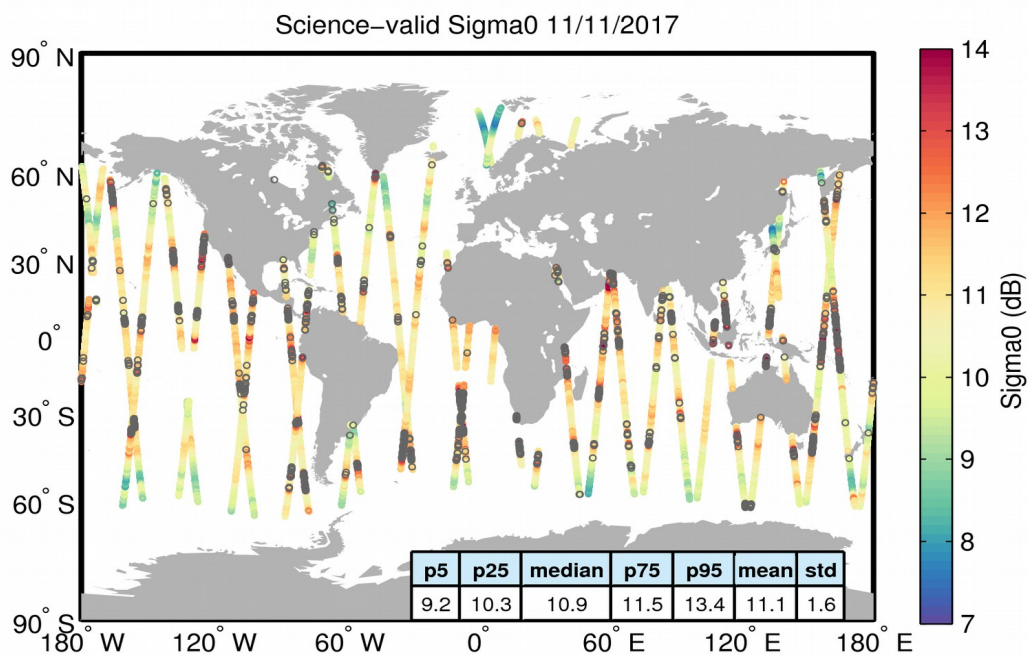 Science−valid Sigma0 11/11/2017
90° N
60° N
30° N
0°
30° S
60° S
90° S
180° W
120° W
60° W
0°
60° E
120° E
180° E
14
13
12
11
10
9
8
7
Sigma0 (dB)
p5 p25 median p75 p95 mean std
9.2 10.3 10.9 11.5 13.4 11.1 1.6